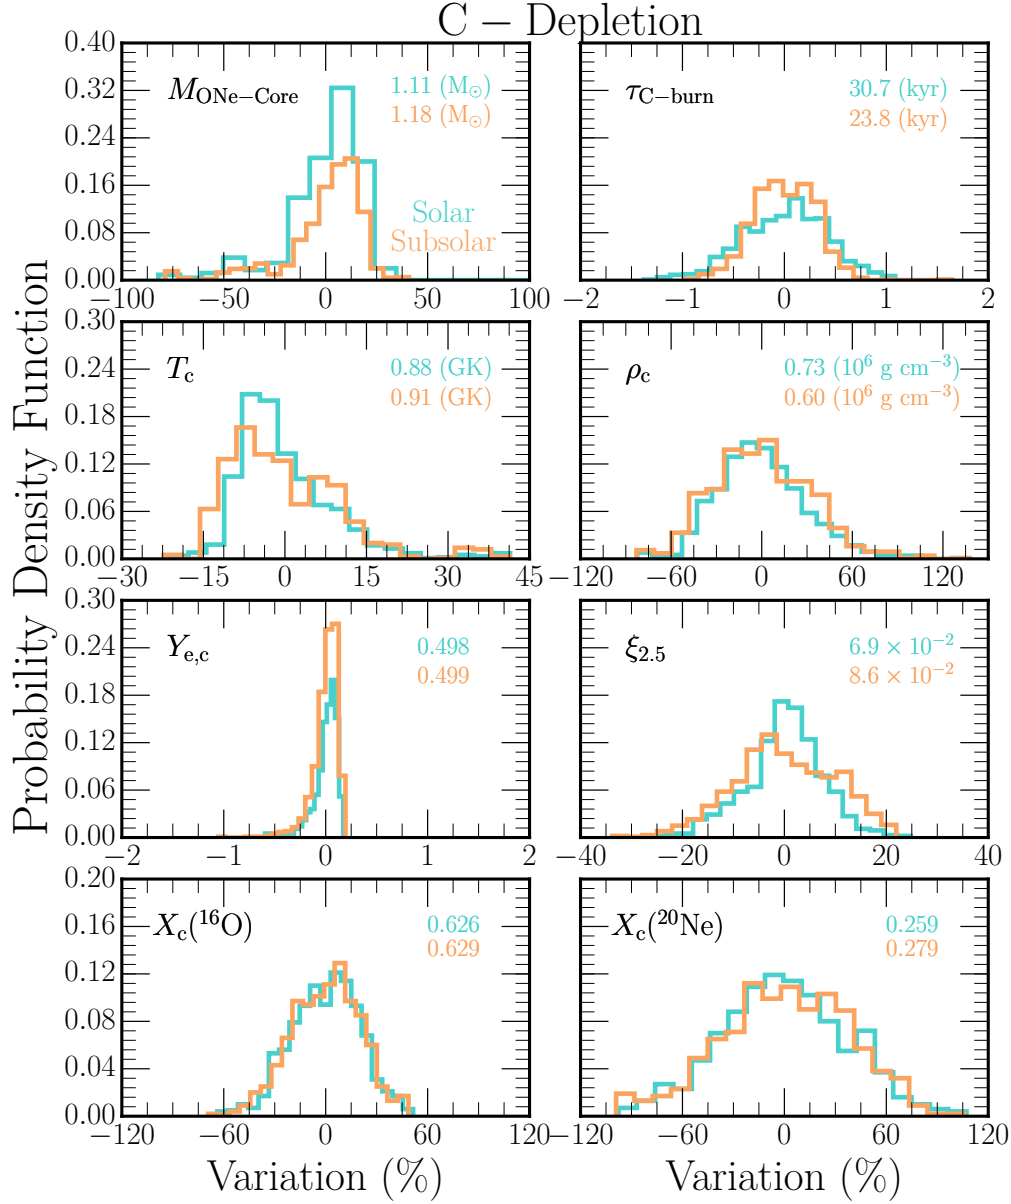 C − Depletion
Probability Density Function
0.40
0.32
0.24
0.16
0.08
0.00
M_ONe−Core
1.11 (M_⊙)
1.18 (M_⊙)
Solar
Subsolar
−100 −50 0 50 100
τ_C−burn
30.7 (kyr)
23.8 (kyr)
−2 −1 0 1 2
0.30
0.24
0.18
0.12
0.06
0.00
T_c
0.88 (GK)
0.91 (GK)
−30 −15 0 15 30 45
ρ_c
0.73 (10⁶ g cm⁻³)
0.60 (10⁶ g cm⁻³)
−120 −60 0 60 120
0.30
0.24
0.18
0.12
0.06
0.00
Y_e,c
0.498
0.499
−2 −1 0 1 2
ξ_2.5
6.9 × 10⁻²
8.6 × 10⁻²
−40 −20 0 20 40
0.20
0.16
0.12
0.08
0.04
0.00
X_c(¹⁶O)
0.626
0.629
−120 −60 0 60 120
X_c(²⁰Ne)
0.259
0.279
−120 −60 0 60 120
Variation (%)
Variation (%)